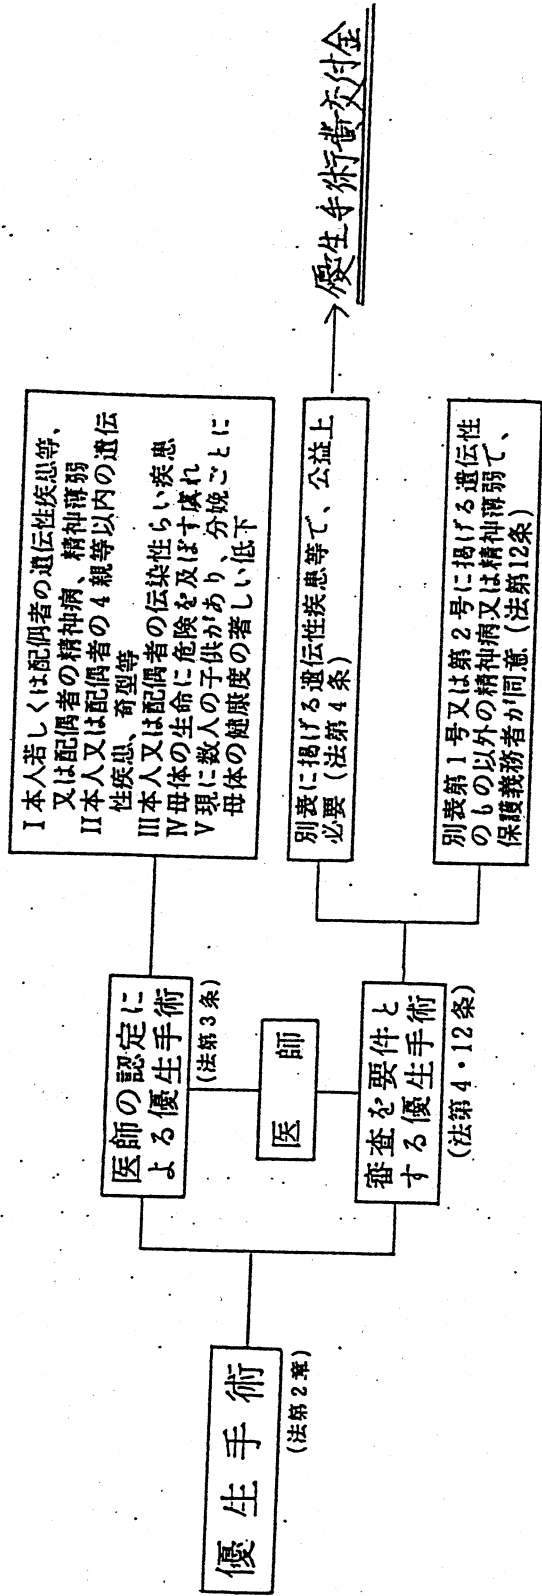 優生手術
(法第2章)
医師の認定に
よる優生手術
(法第3条)
医師
審査を要件と
する優生手術
(法第4・12条)
I 本人若しくは配偶者の遺伝性疾患等、
又は配偶者の精神病、精神薄弱
II 本人又は配偶者の4親等以内の遺伝
性疾患、奇型等
III 本人又は配偶者の伝染性らい疾患
IV 母体の生命に危険を及ぼす虞れ
V 現に数人の子供があり、分娩ごとに
母体の健康度の著しい低下
別表に掲げる遺伝性疾患等で、公益上
必要(法第4条)
→優生手術費交付金
別表第1号又は第2号に掲げる遺伝性
のもの以外の精神病又は精神薄弱で、
保護義務者が同意(法第12条)